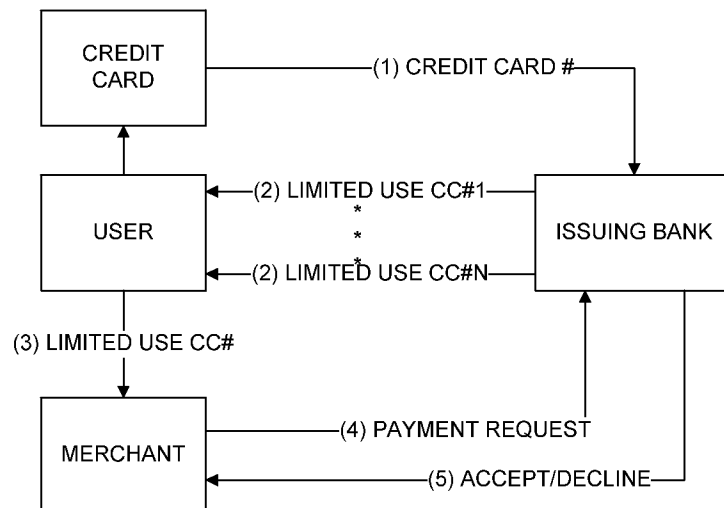 CREDIT
CARD
(1) CREDIT CARD #
(2) LIMITED USE CC#1
*
USER
*
ISSUING BANK
*
(2) LIMITED USE CC#N
(3) LIMITED USE CC#
(4) PAYMENT REQUEST
MERCHANT
(5) ACCEPT/DECLINE